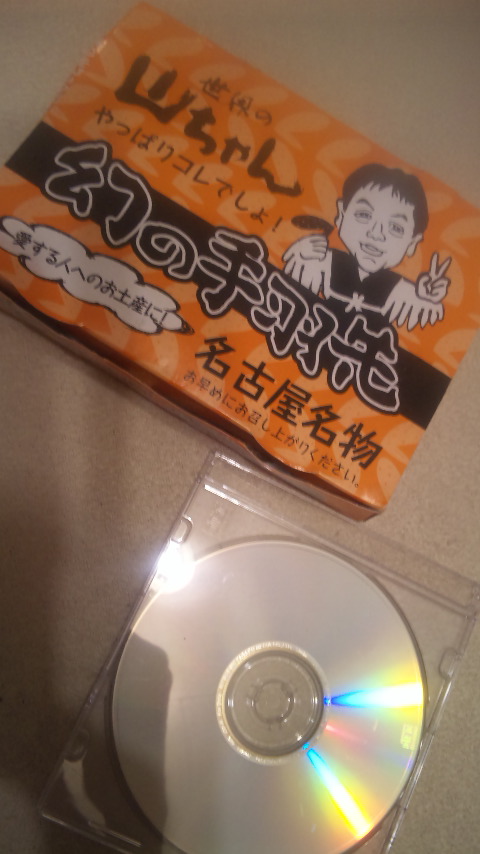 世界の
山ちゃん
やっぱりコレでしょ！
幻の手羽先
愛する人へのお土産に！
名古屋名物
お早めにお召し上がりください。